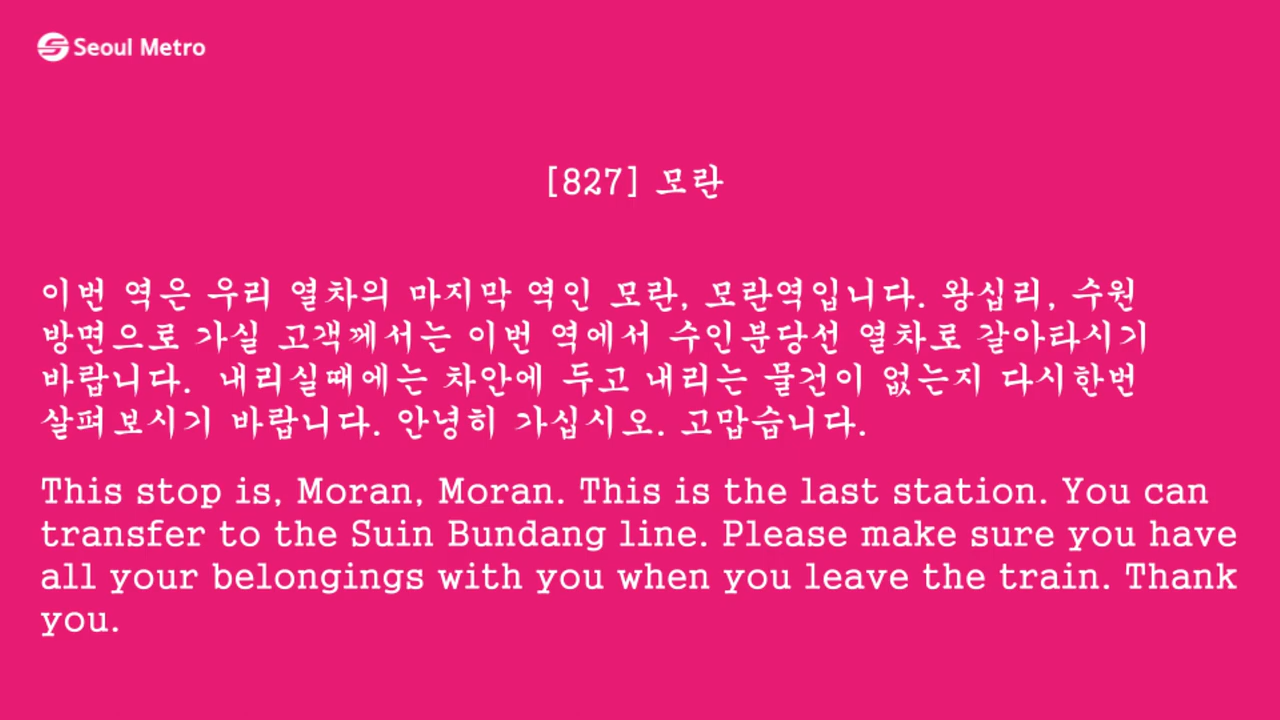 Seoul Metro
[827] 모란
이번 역은 우리 열차의 마지막 역인 모란, 모란역입니다. 왕십리, 수원
방면으로 가실 고객께서는 이번 역에서 수인분당선 열차로 갈아타시기
바랍니다.  내리실때에는 차안에 두고 내리는 물건이 없는지 다시한번
살펴보시기 바랍니다. 안녕히 가십시오. 고맙습니다.
This stop is, Moran, Moran. This is the last station. You can
transfer to the Suin Bundang line. Please make sure you have
all your belongings with you when you leave the train. Thank
you.